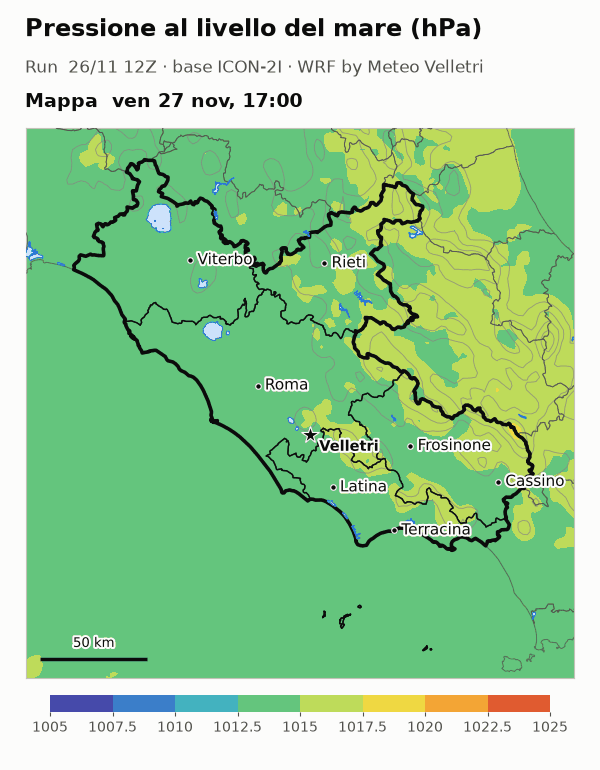 Pressione al livello del mare (hPa)
Run  26/11 12Z · base ICON-2I · WRF by Meteo Velletri
Mappa  ven 27 nov, 17:00
Viterbo
Rieti
Roma
Velletri
Frosinone
Cassino
Latina
Terracina
50 km
1005 1007.5 1010 1012.5 1015 1017.5 1020 1022.5 1025